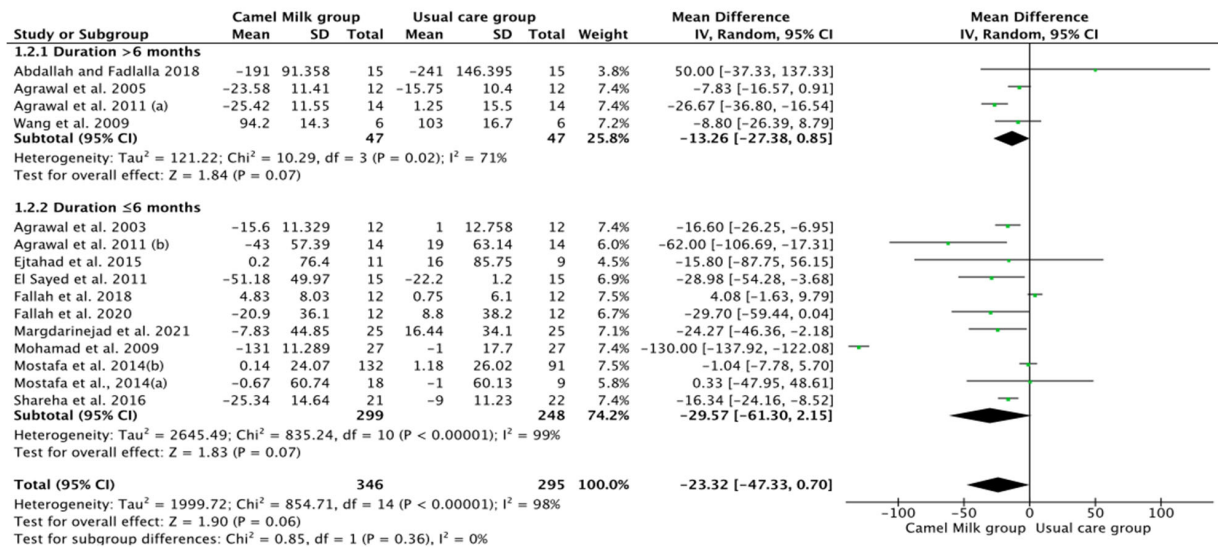 Camel Milk group Usual care group Mean Difference Mean Difference
Study or Subgroup Mean SD Total Mean SD Total Weight IV, Random, 95% CI IV, Random, 95% CI
1.2.1 Duration >6 months
Abdallah and Fadlalla 2018 -191 91.358 15 -241 146.395 15 3.8% 50.00 [-37.33, 137.33]
Agrawal et al. 2005 -23.58 11.41 12 -15.75 10.4 12 7.4% -7.83 [-16.57, 0.91]
Agrawal et al. 2011 (a) -25.42 11.55 14 1.25 15.5 14 7.4% -26.67 [-36.80, -16.54]
Wang et al. 2009 94.2 14.3 6 103 16.7 6 7.2% -8.80 [-26.39, 8.79]
Subtotal (95% CI) 47 47 25.8% -13.26 [-27.38, 0.85]
Heterogeneity: Tau² = 121.22; Chi² = 10.29, df = 3 (P = 0.02); I² = 71%
Test for overall effect: Z = 1.84 (P = 0.07)
1.2.2 Duration ≤6 months
Agrawal et al. 2003 -15.6 11.329 12 1 12.758 12 7.4% -16.60 [-26.25, -6.95]
Agrawal et al. 2011 (b) -43 57.39 14 19 63.14 14 6.0% -62.00 [-106.69, -17.31]
Ejtahad et al. 2015 0.2 76.4 11 16 85.75 9 4.5% -15.80 [-87.75, 56.15]
El Sayed et al. 2011 -51.18 49.97 15 -22.2 1.2 15 6.9% -28.98 [-54.28, -3.68]
Fallah et al. 2018 4.83 8.03 12 0.75 6.1 12 7.5% 4.08 [-1.63, 9.79]
Fallah et al. 2020 -20.9 36.1 12 8.8 38.2 12 6.7% -29.70 [-59.44, 0.04]
Margdarinejad et al. 2021 -7.83 44.85 25 16.44 34.1 25 7.1% -24.27 [-46.36, -2.18]
Mohamad et al. 2009 -131 11.289 27 -1 17.7 27 7.4% -130.00 [-137.92, -122.08]
Mostafa et al. 2014(b) 0.14 24.07 132 1.18 26.02 91 7.5% -1.04 [-7.78, 5.70]
Mostafa et al., 2014(a) -0.67 60.74 18 -1 60.13 9 5.8% 0.33 [-47.95, 48.61]
Shareha et al. 2016 -25.34 14.64 21 -9 11.23 22 7.4% -16.34 [-24.16, -8.52]
Subtotal (95% CI) 299 248 74.2% -29.57 [-61.30, 2.15]
Heterogeneity: Tau² = 2645.49; Chi² = 835.24, df = 10 (P < 0.00001); I² = 99%
Test for overall effect: Z = 1.83 (P = 0.07)
Total (95% CI) 346 295 100.0% -23.32 [-47.33, 0.70]
Heterogeneity: Tau² = 1999.72; Chi² = 854.71, df = 14 (P < 0.00001); I² = 98%
Test for overall effect: Z = 1.90 (P = 0.06)
Test for subgroup differences: Chi² = 0.85, df = 1 (P = 0.36), I² = 0%
-100 -50 0 50 100
Camel Milk group Usual care group